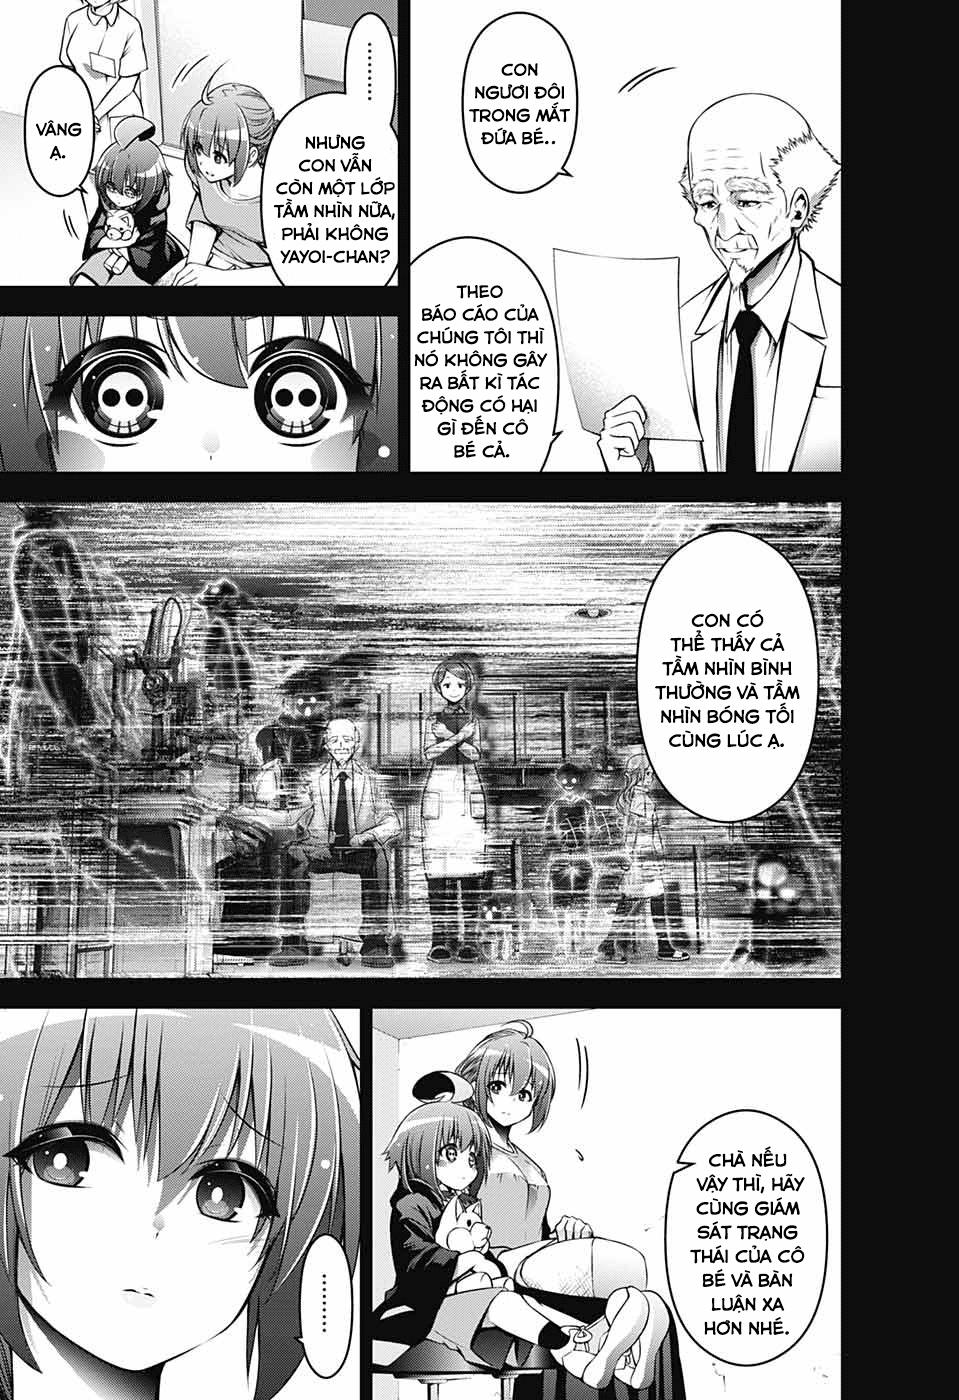 CON
NGƯƠI ĐÔI
TRONG MẮT
ĐỨA BÉ..
THEO
BÁO CÁO CỦA
CHÚNG TÔI THÌ
NÓ KHÔNG GÂY
RA BẤT KÌ TÁC
ĐỘNG CÓ HẠI
GÌ ĐẾN CÔ
BÉ CẢ.
......
NHƯNG
CON VẪN
CÒN MỘT LỚP
TẦM NHÌN NỮA,
PHẢI KHÔNG
YAYOI-CHAN?
VÂNG
Ạ.
CON CÓ
THỂ THẤY CẢ
TẦM NHÌN BÌNH
THƯỜNG VÀ TẦM
NHÌN BÓNG TỐI
CÙNG LÚC Ạ.
CHÀ NẾU
VẬY THÌ, HÃY
CÙNG GIÁM
SÁT TRẠNG
THÁI CỦA CÔ
BÉ VÀ BÀN
LUẬN XA
HƠN NHÉ.
......